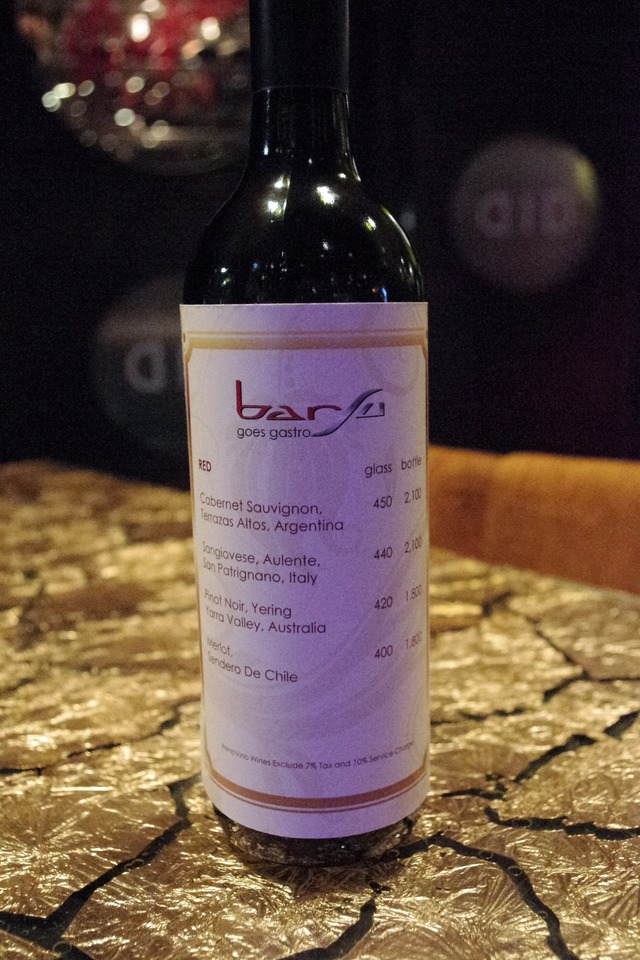 barsu
goes gastro
RED glass bottle
Cabernet Sauvignon, 450 2,100
Terrazas Altos, Argentina
Sangiovese, Aulente, 440 2,100
San Patrignano, Italy
Pinot Noir, Yering 420 1,800
Yarra Valley, Australia
Merlot, 400 1,800
Sendero De Chile
Wines Exclude 7% Tax and 10% Service Charge